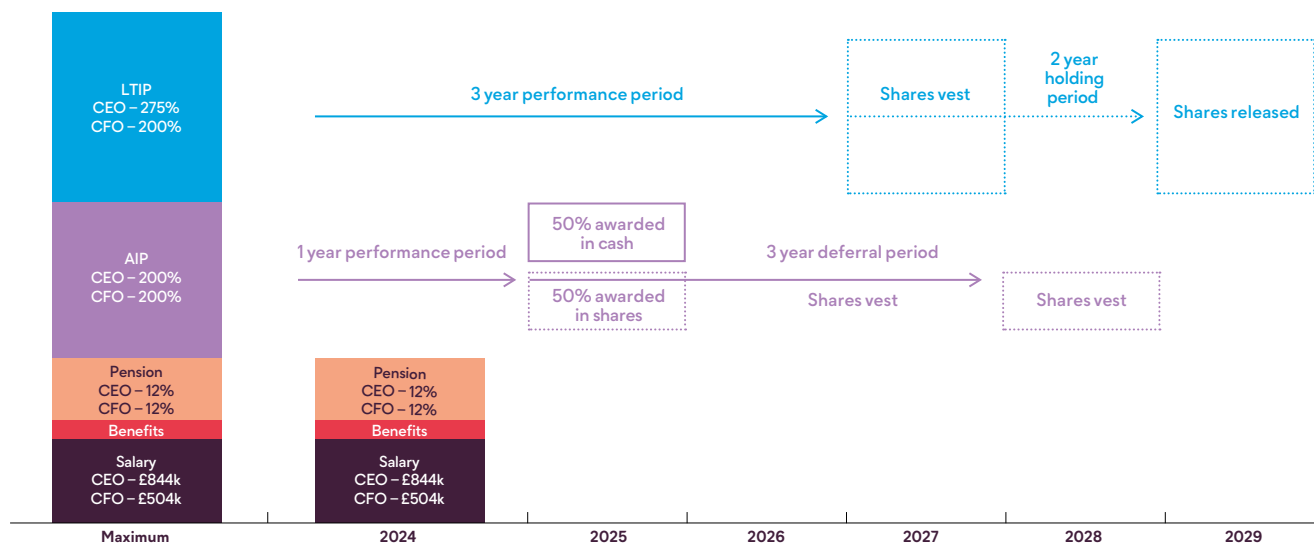 LTIP
CEO – 275%
CFO – 200%
3 year performance period
Shares vest
2 year
holding
period
Shares released
AIP
CEO – 200%
CFO – 200%
1 year performance period
50% awarded
in cash
50% awarded
in shares
3 year deferral period
Shares vest
Shares vest
Pension
CEO – 12%
CFO – 12%
Benefits
Salary
CEO – £844k
CFO – £504k
Pension
CEO – 12%
CFO – 12%
Benefits
Salary
CEO – £844k
CFO – £504k
Maximum 2024 2025 2026 2027 2028 2029